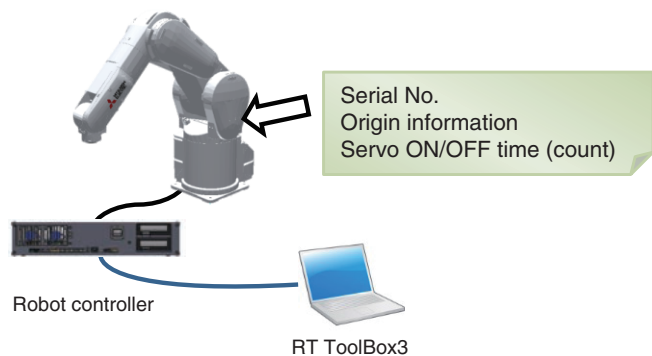 Serial No.
Origin information
Servo ON/OFF time (count)
Robot controller
RT ToolBox3